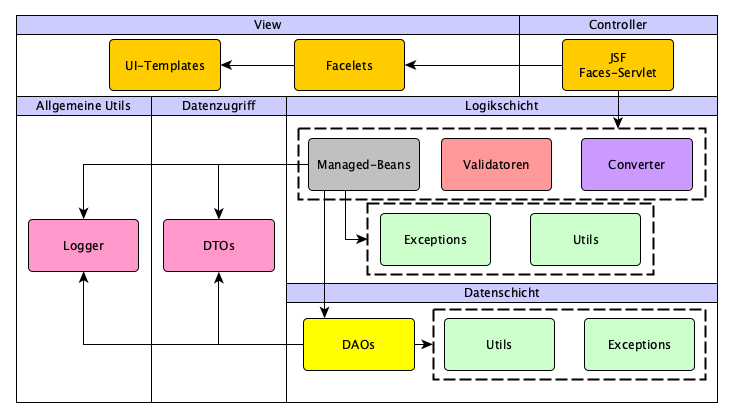 View
Controller
UI-Templates
Facelets
JSF
Faces-Servlet
Allgemeine Utils
Datenzugriff
Logikschicht
Managed-Beans
Validatoren
Converter
Logger
DTOs
Exceptions
Utils
Datenschicht
DAOs
Utils
Exceptions